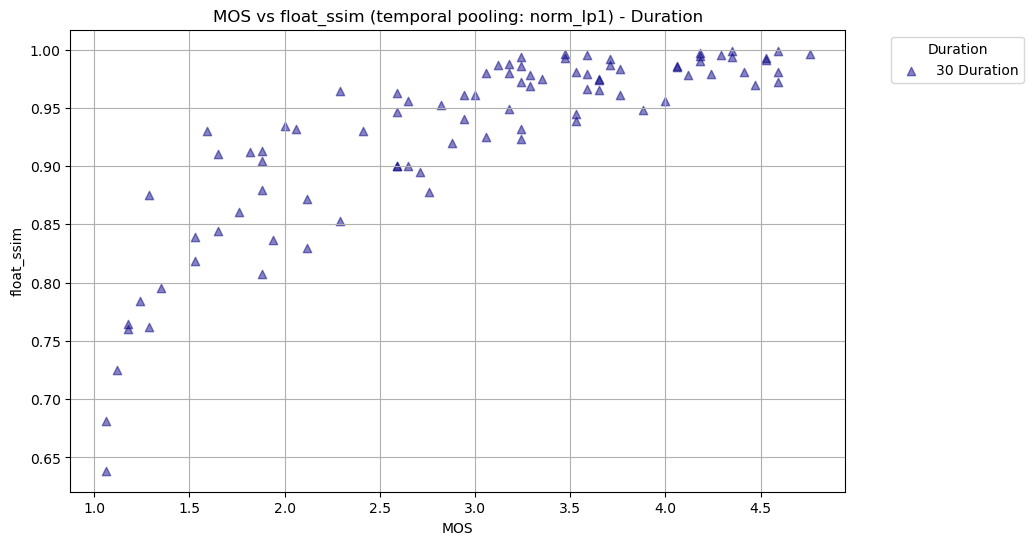 MOS vs float_ssim (temporal pooling: norm_lp1) - Duration
Duration
30 Duration
float_ssim
1.00
0.95
0.90
0.85
0.80
0.75
0.70
0.65
1.0 1.5 2.0 2.5 3.0 3.5 4.0 4.5
MOS